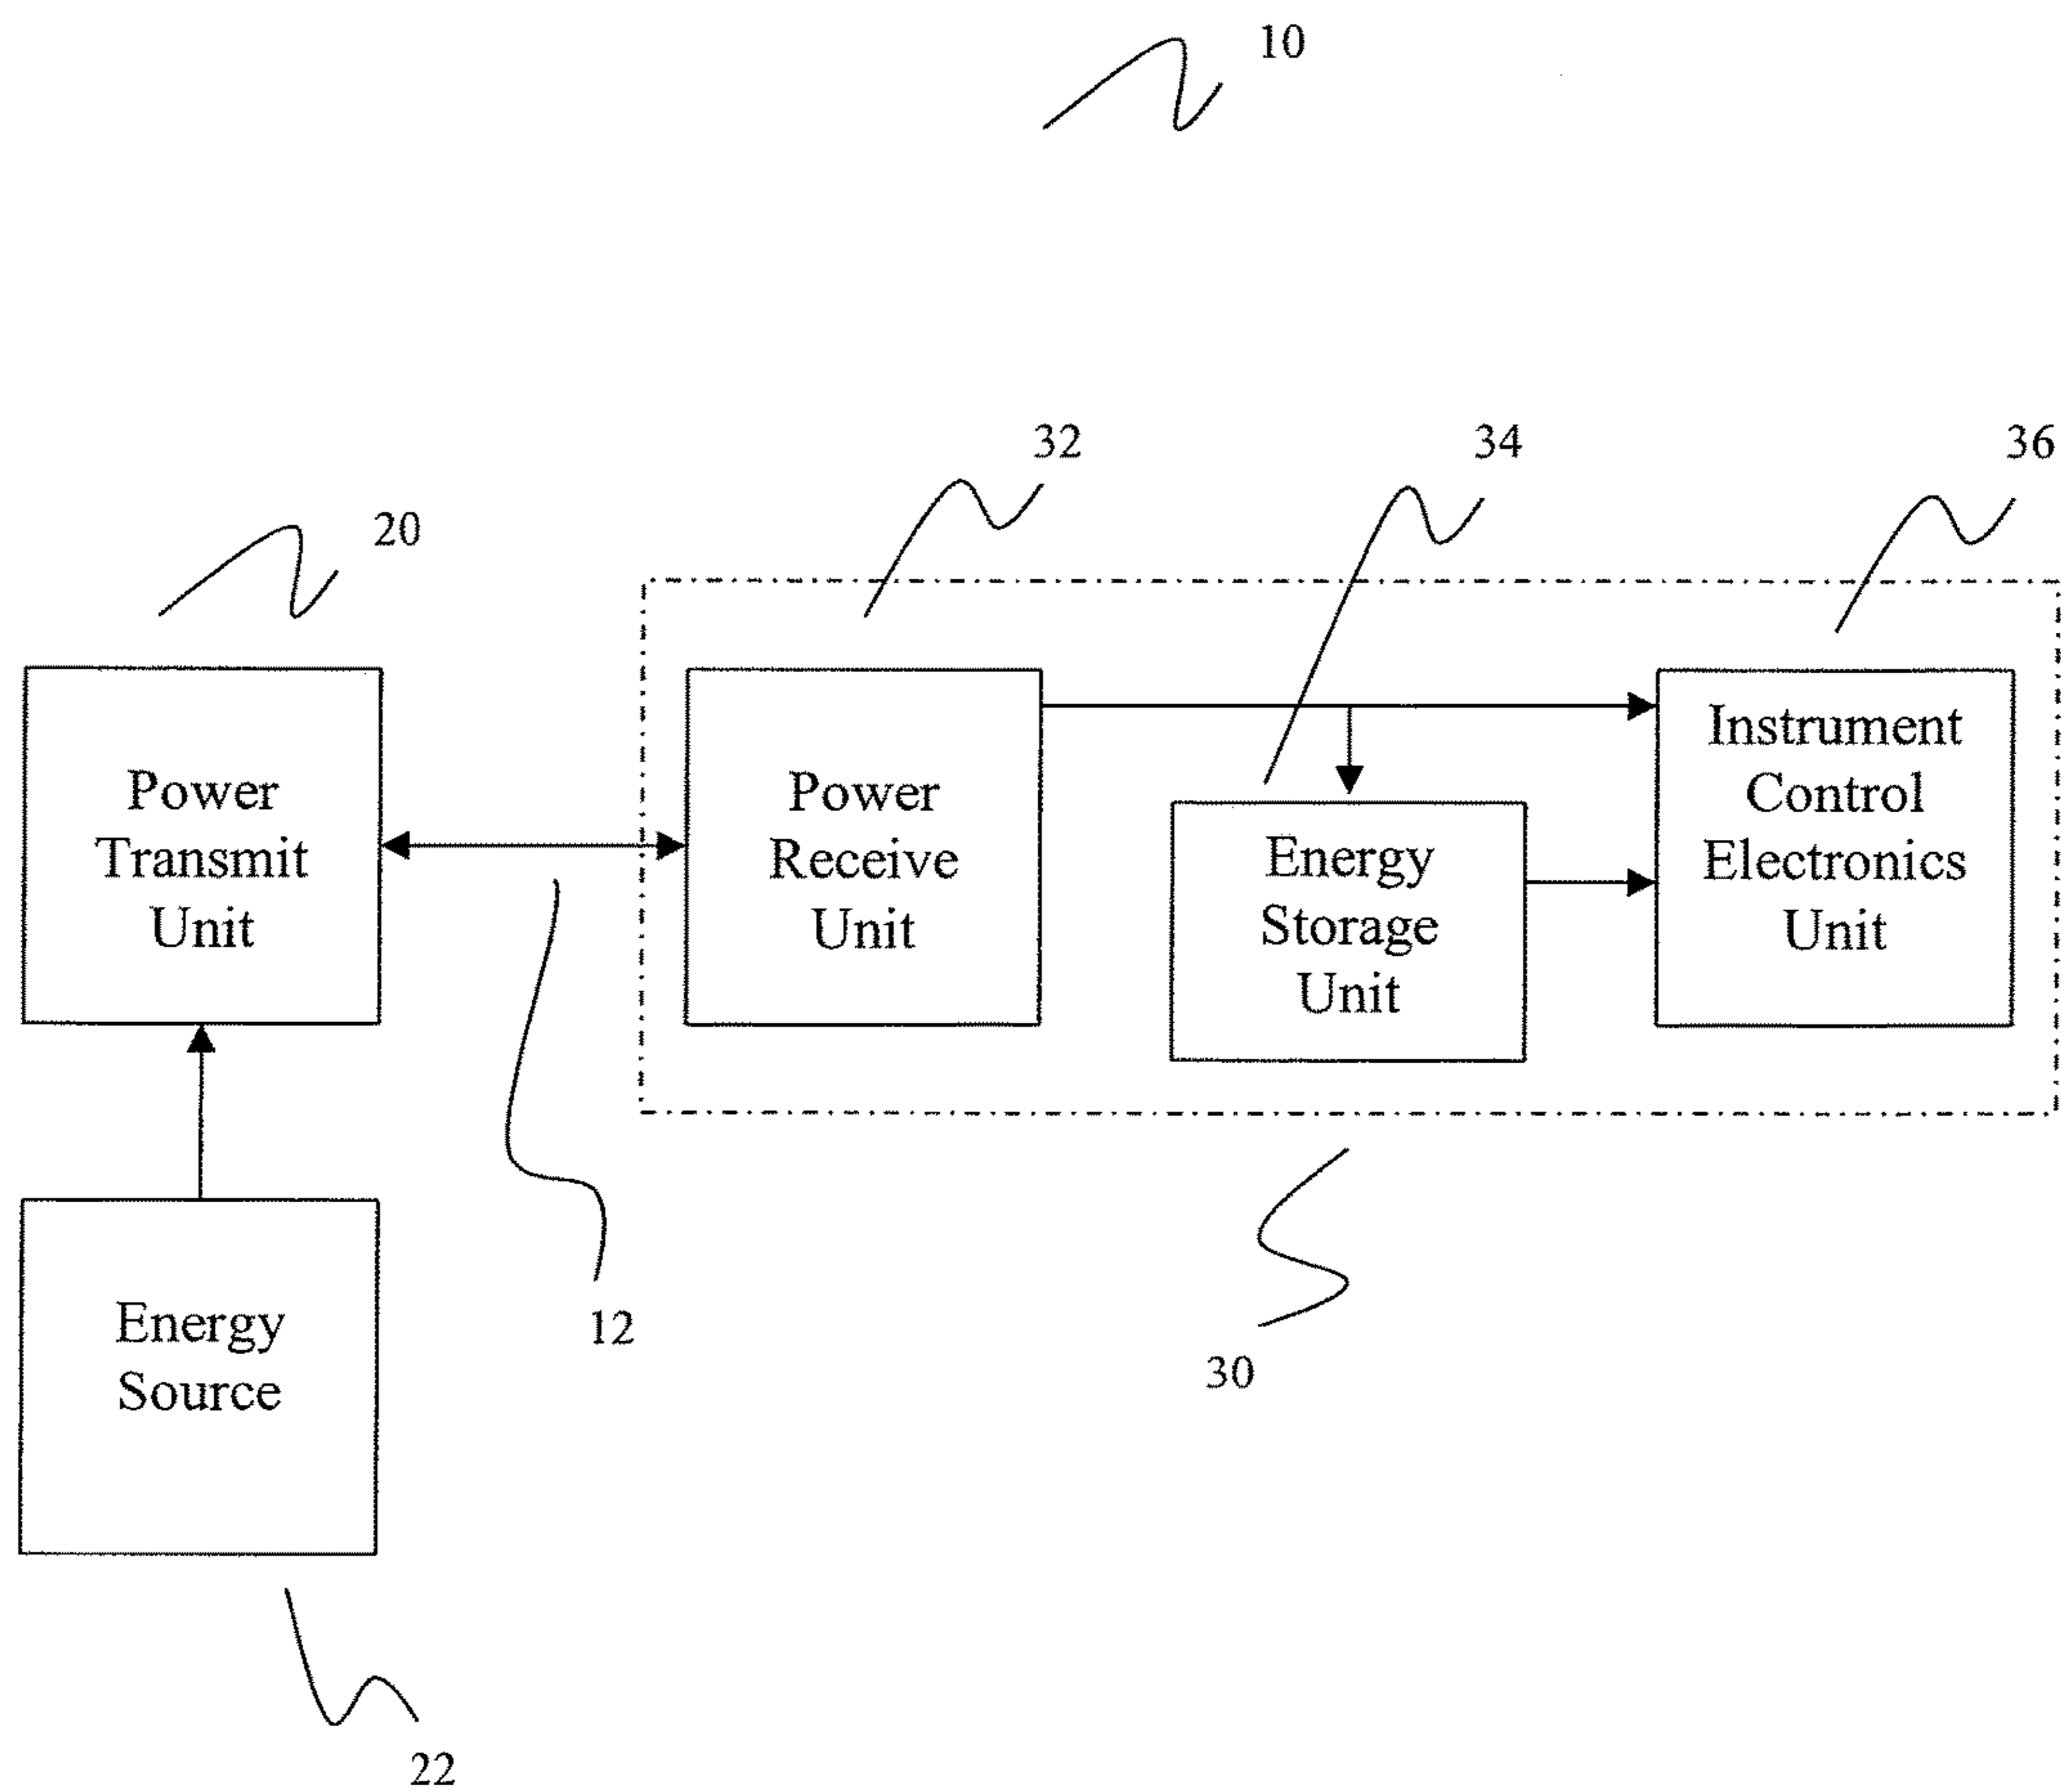 10
32
34
36
20
Power
Transmit
Unit
Power
Receive
Unit
Energy
Storage
Unit
Instrument
Control
Electronics
Unit
12
30
Energy
Source
22